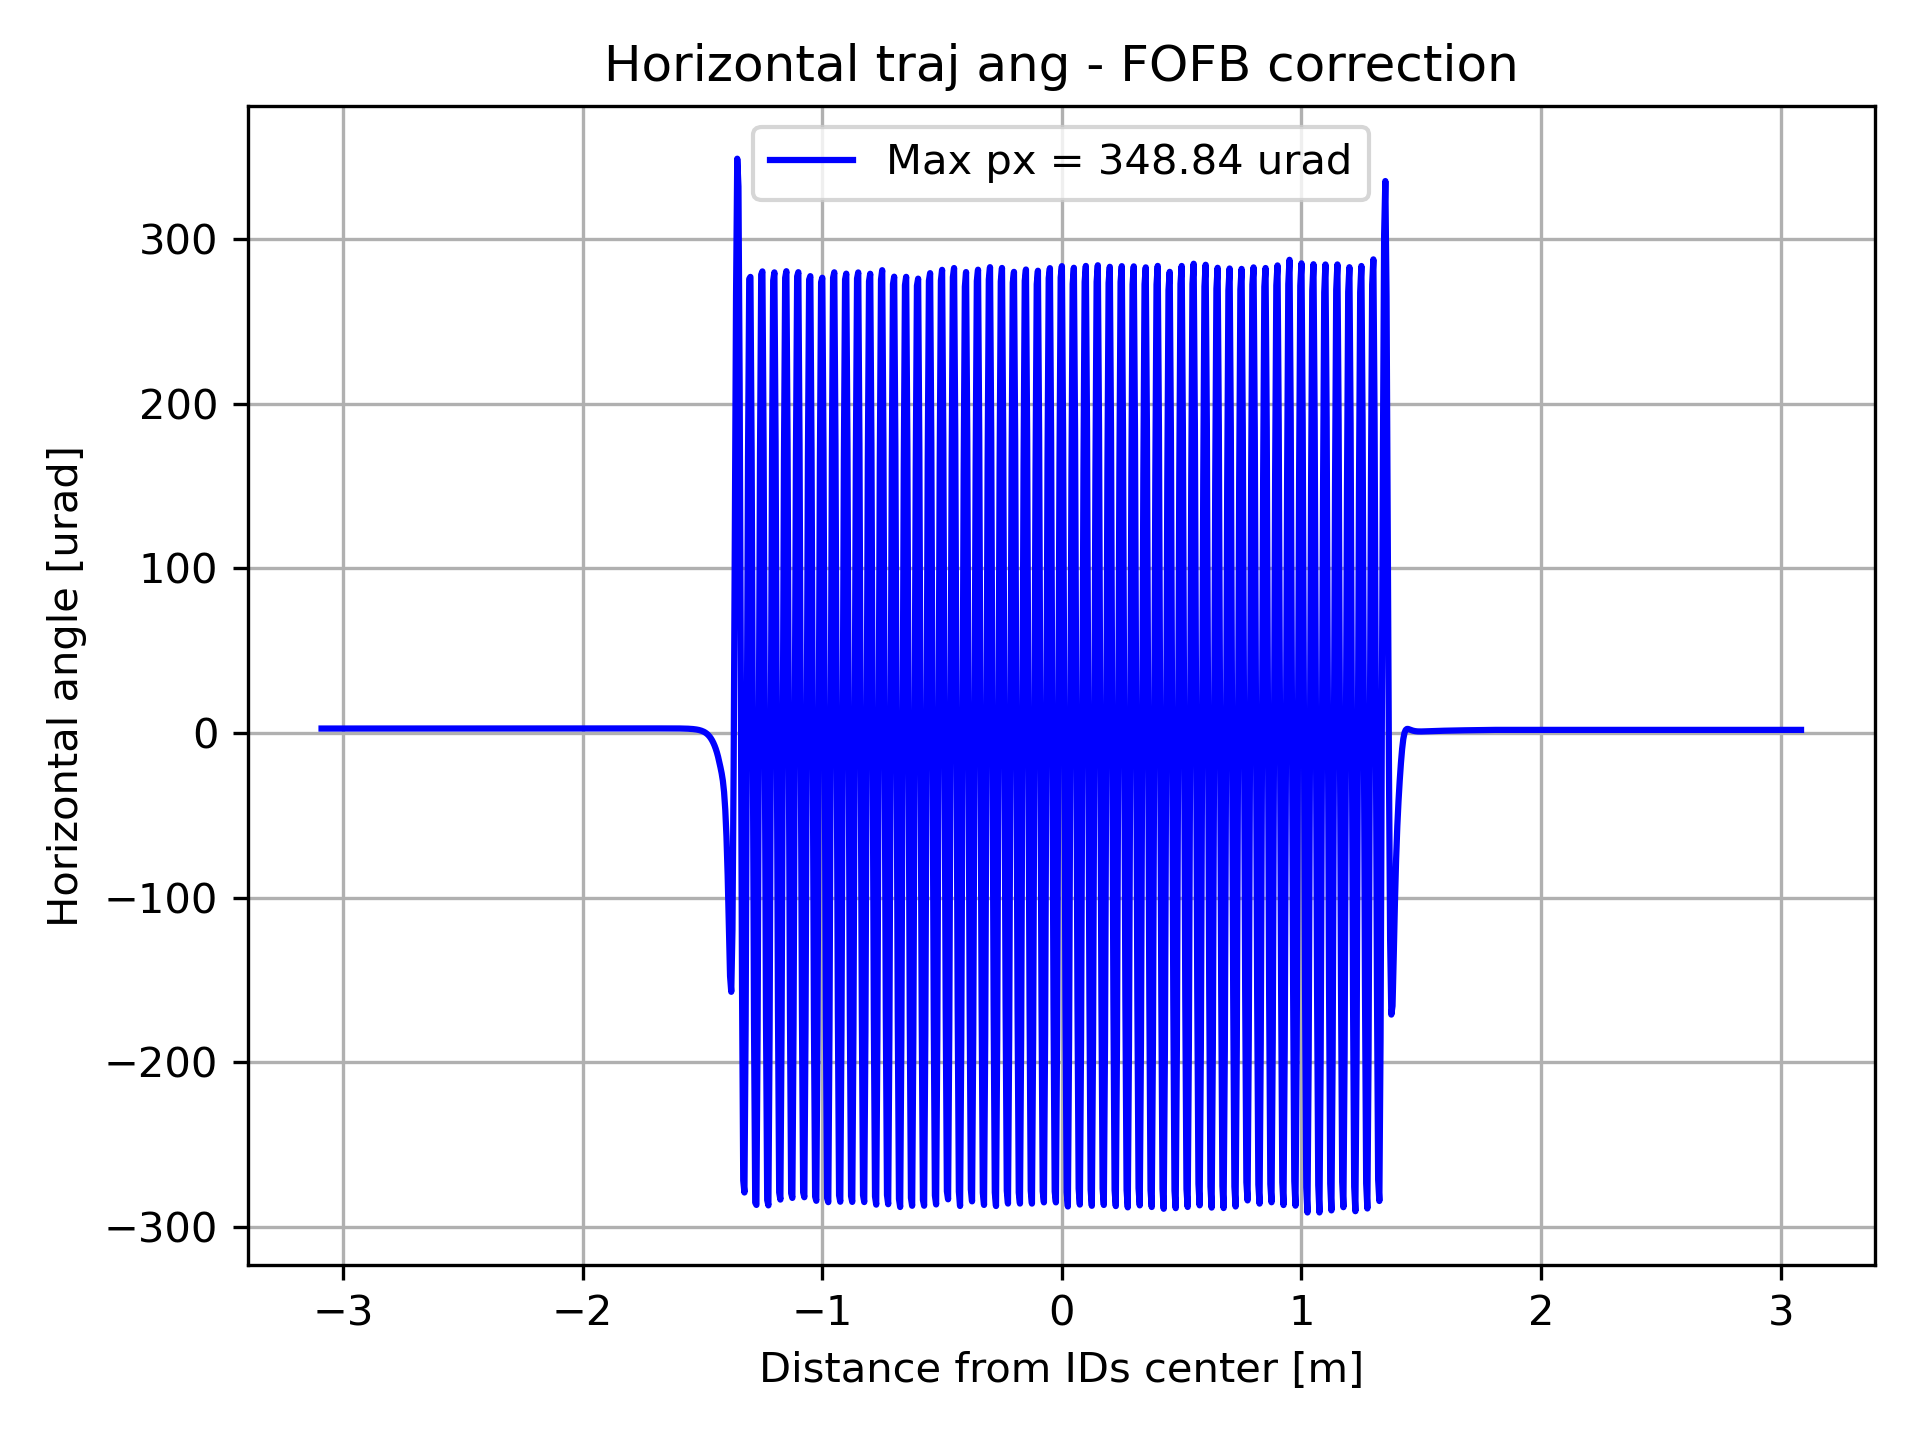 Horizontal traj ang - FOFB correction
Max px = 348.84 urad
Horizontal angle [urad]
300
200
100
0
−100
−200
−300
−3 −2 −1 0 1 2 3
Distance from IDs center [m]